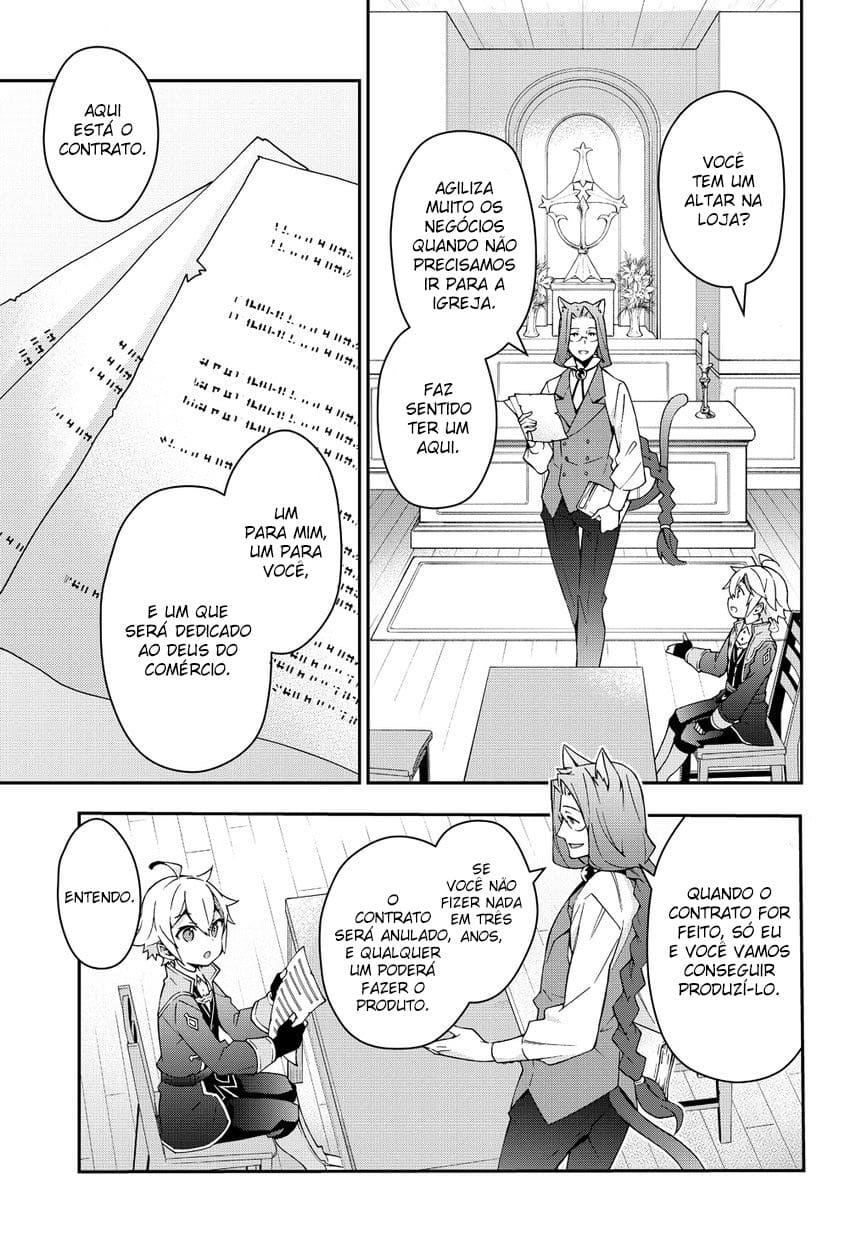 VOCÊ
TEM UM
ALTAR NA
LOJA?
AGILIZA
MUITO OS
NEGÓCIOS
QUANDO NÃO
PRECISAMOS
IR PARA A
IGREJA.
FAZ
SENTIDO
TER UM
AQUI.
AQUI
ESTÁ O
CONTRATO.
UM
PARA MIM,
UM PARA
VOCÊ,
E UM QUE
SERÁ DEDICADO
AO DEUS DO
COMÉRCIO.
QUANDO O
CONTRATO FOR
FEITO, SÓ EU
E VOCÊ VAMOS
CONSEGUIR
PRODUZÍ-LO.
SE
VOCÊ NÃO
FIZER NADA
EM TRÊS
ANOS,
O
CONTRATO
SERÁ ANULADO,
E QUALQUER
UM PODERÁ
FAZER O
PRODUTO.
ENTENDO.